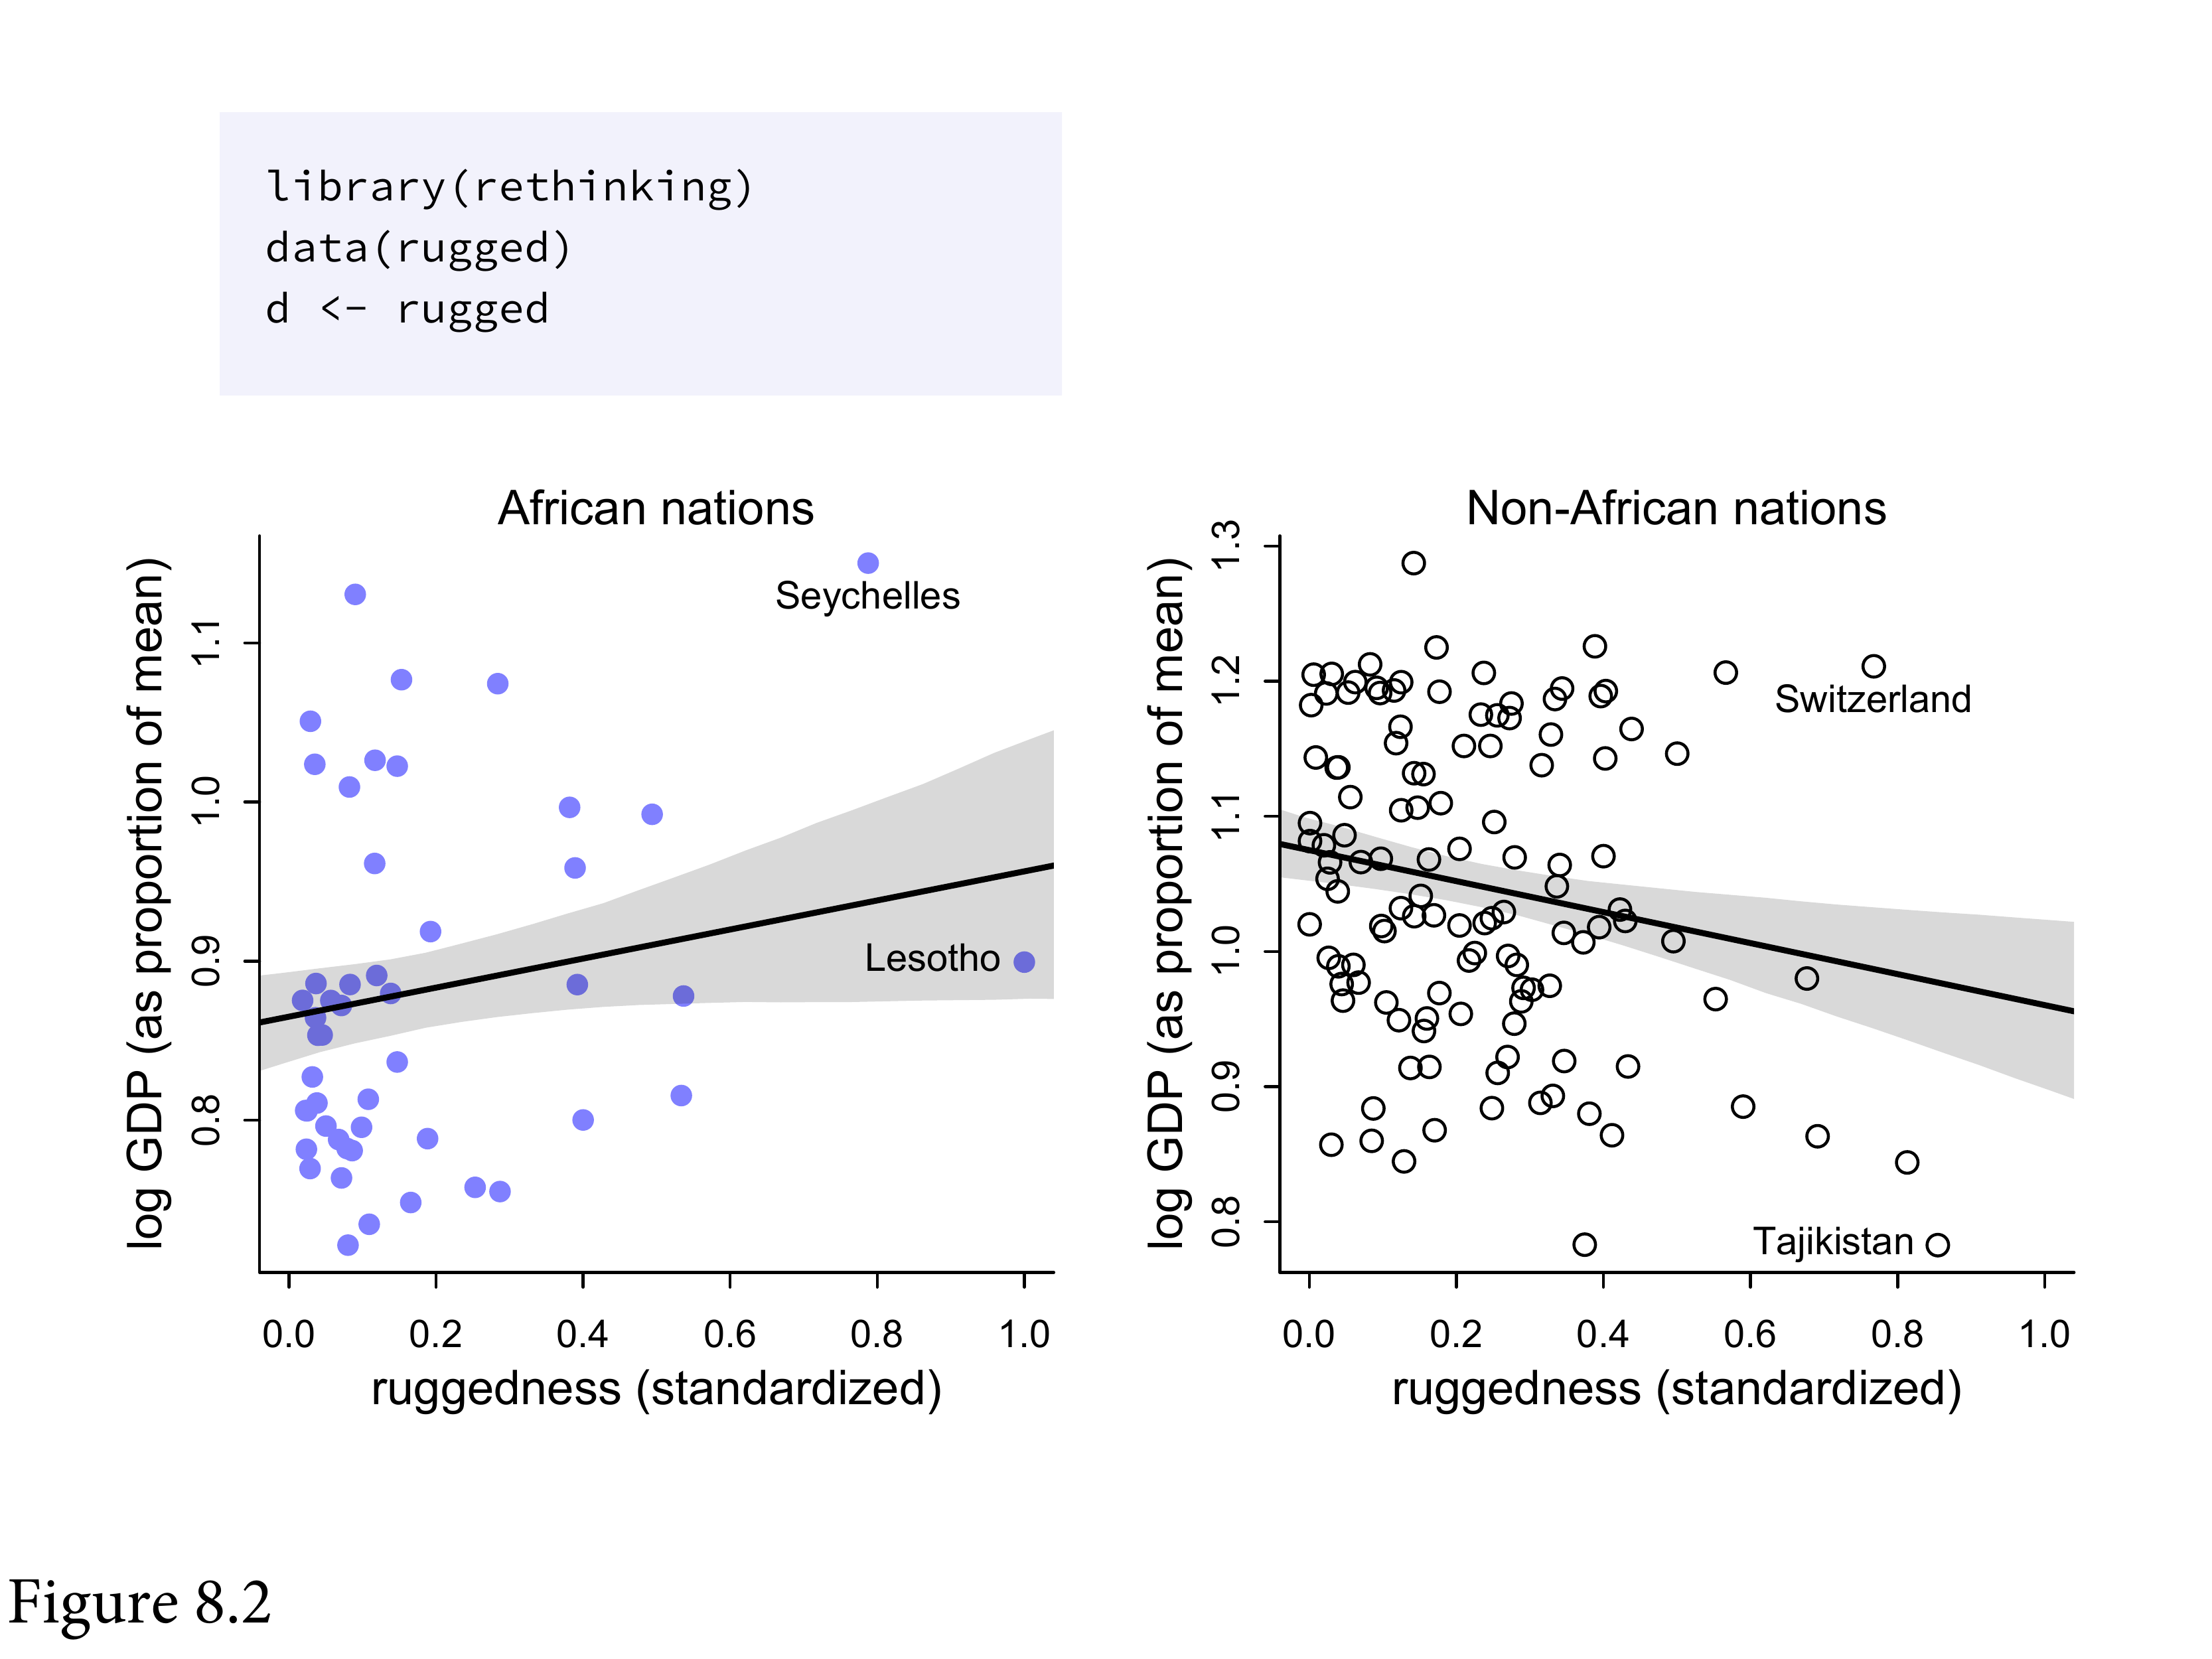 library(rethinking)
data(rugged)
d <- rugged
African nations
log GDP (as proportion of mean)
1.1
1.0
0.9
0.8
Seychelles
Lesotho
0.0 0.2 0.4 0.6 0.8 1.0
ruggedness (standardized)
Non-African nations
log GDP (as proportion of mean)
1.3
1.2
1.1
1.0
0.9
0.8
Switzerland
Tajikistan
0.0 0.2 0.4 0.6 0.8 1.0
ruggedness (standardized)
Figure 8.2